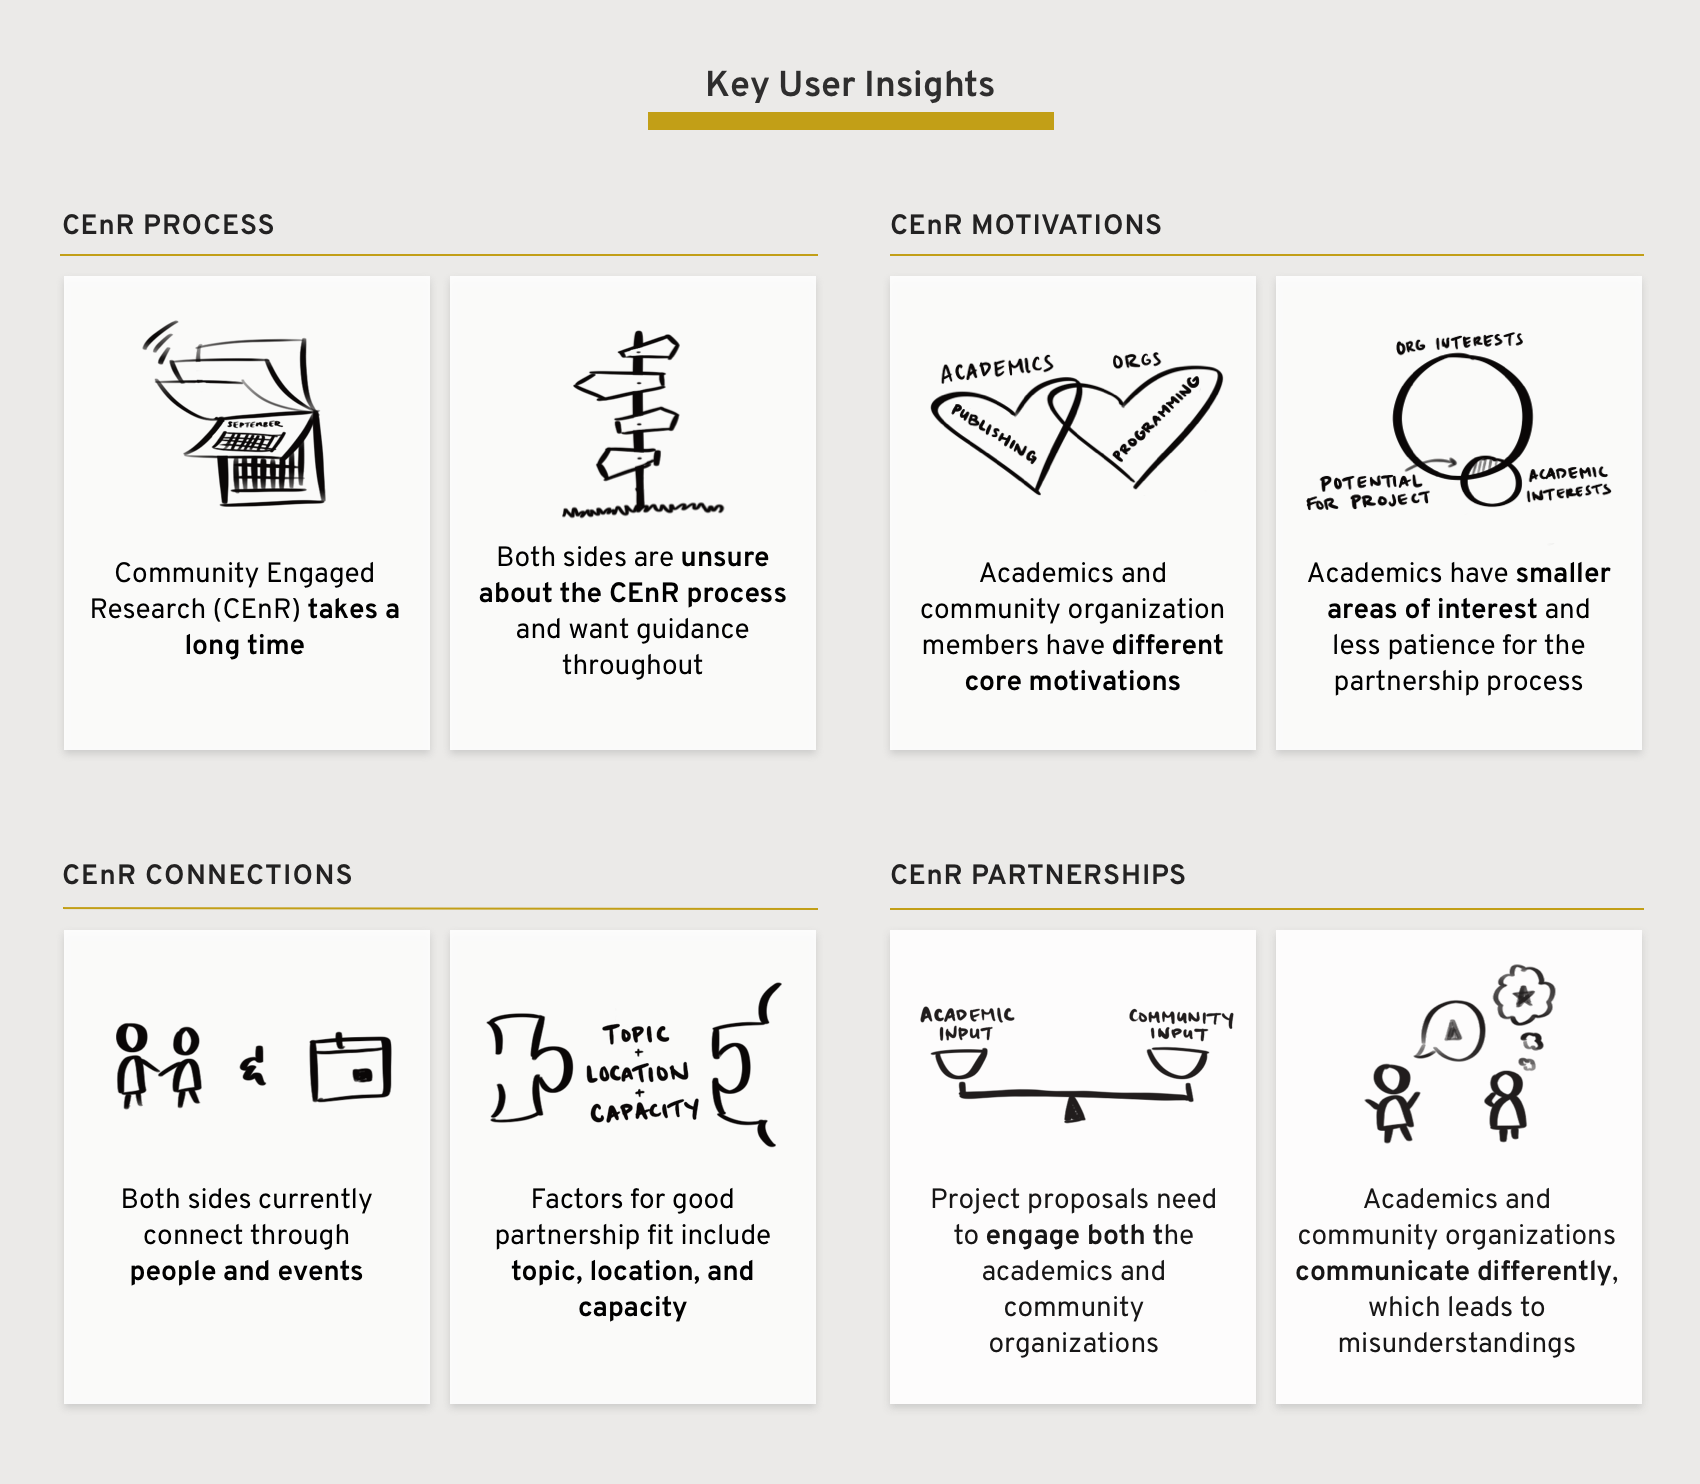 Key User Insights
CEnR PROCESS
SEPTEMBER
Community Engaged
Research (CEnR) takes a
long time
Both sides are unsure
about the CEnR process
and want guidance
throughout
CEnR MOTIVATIONS
ACADEMICS
ORGS
PUBLISHING
PROGRAMMING
Academics and
community organization
members have different
core motivations
ORG INTERESTS
POTENTIAL
FOR PROJECT
ACADEMIC
INTERESTS
Academics have smaller
areas of interest and
less patience for the
partnership process
CEnR CONNECTIONS
&
Both sides currently
connect through
people and events
TOPIC
+
LOCATION
+
CAPACITY
Factors for good
partnership fit include
topic, location, and
capacity
CEnR PARTNERSHIPS
ACADEMIC
INPUT
COMMUNITY
INPUT
Project proposals need
to engage both the
academics and
community
organizations
Academics and
community organizations
communicate differently,
which leads to
misunderstandings